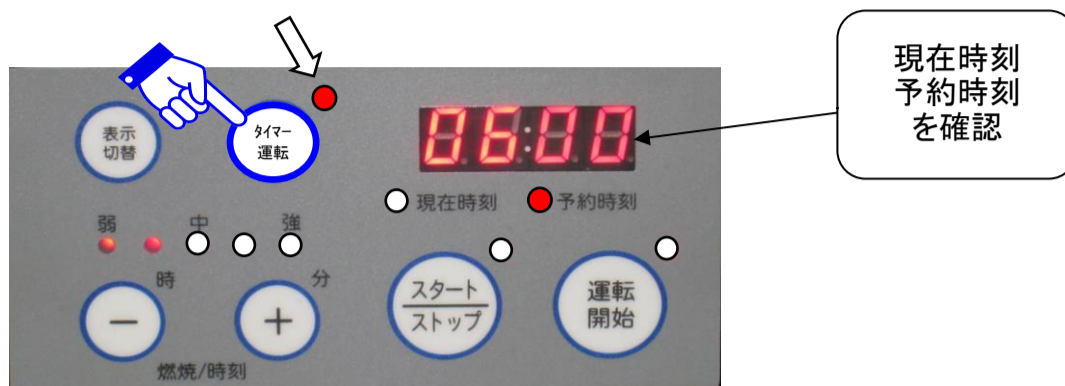 現在時刻
予約時刻
を確認
表示
切替
タイマー
運転
06:00
現在時刻
予約時刻
弱
中
強
時
分
－
＋
スタート
ストップ
運転
開始
燃焼/時刻